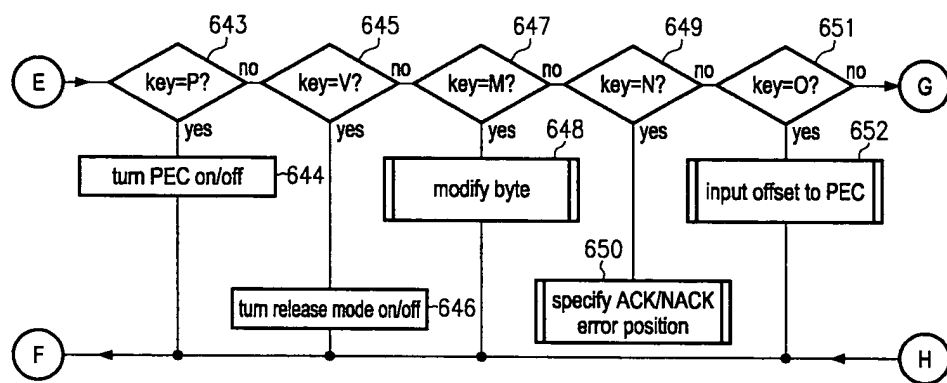 643
645
647
649
651
E
key=P?
no
key=V?
no
key=M?
no
key=N?
no
key=O?
no
G
yes
yes
yes
yes
yes
turn PEC on/off
644
648
modify byte
652
input offset to PEC
650
specify ACK/NACK
error position
turn release mode on/off
646
F
H